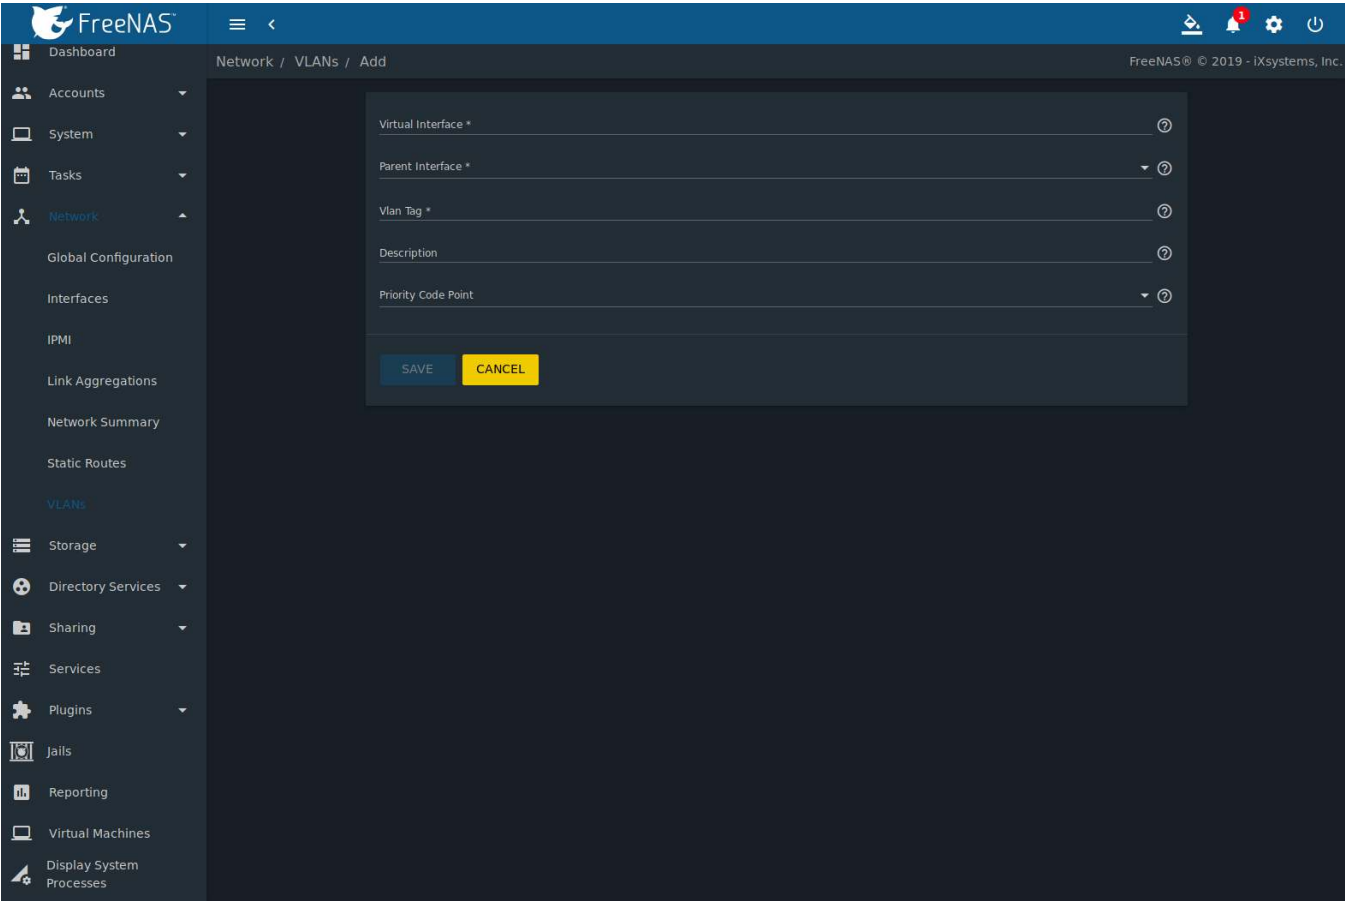 FreeNAS®
1
Network / VLANs / Add
FreeNAS® © 2019 - iXsystems, Inc.
Dashboard
Accounts
System
Tasks
Network
Global Configuration
Interfaces
IPMI
Link Aggregations
Network Summary
Static Routes
VLANs
Storage
Directory Services
Sharing
Services
Plugins
Jails
Reporting
Virtual Machines
Display System
Processes
Virtual Interface *
Parent Interface *
Vlan Tag *
Description
Priority Code Point
SAVE
CANCEL